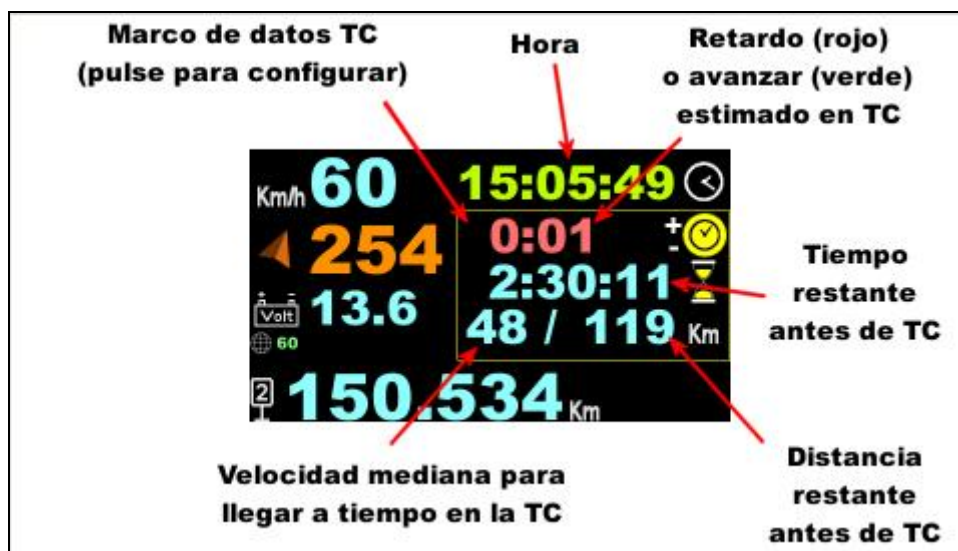 Marco de datos TC
(pulse para configurar)
Hora
Retardo (rojo)
o avanzar (verde)
estimado en TC
Km/h 60
15:05:49
254
0:01
+
-
2:30:11
+ -
Volt 13.6
48 / 119 Km
60
2 150.534 Km
Tiempo
restante
antes de TC
Velocidad mediana para
llegar a tiempo en la TC
Distancia
restante
antes de TC